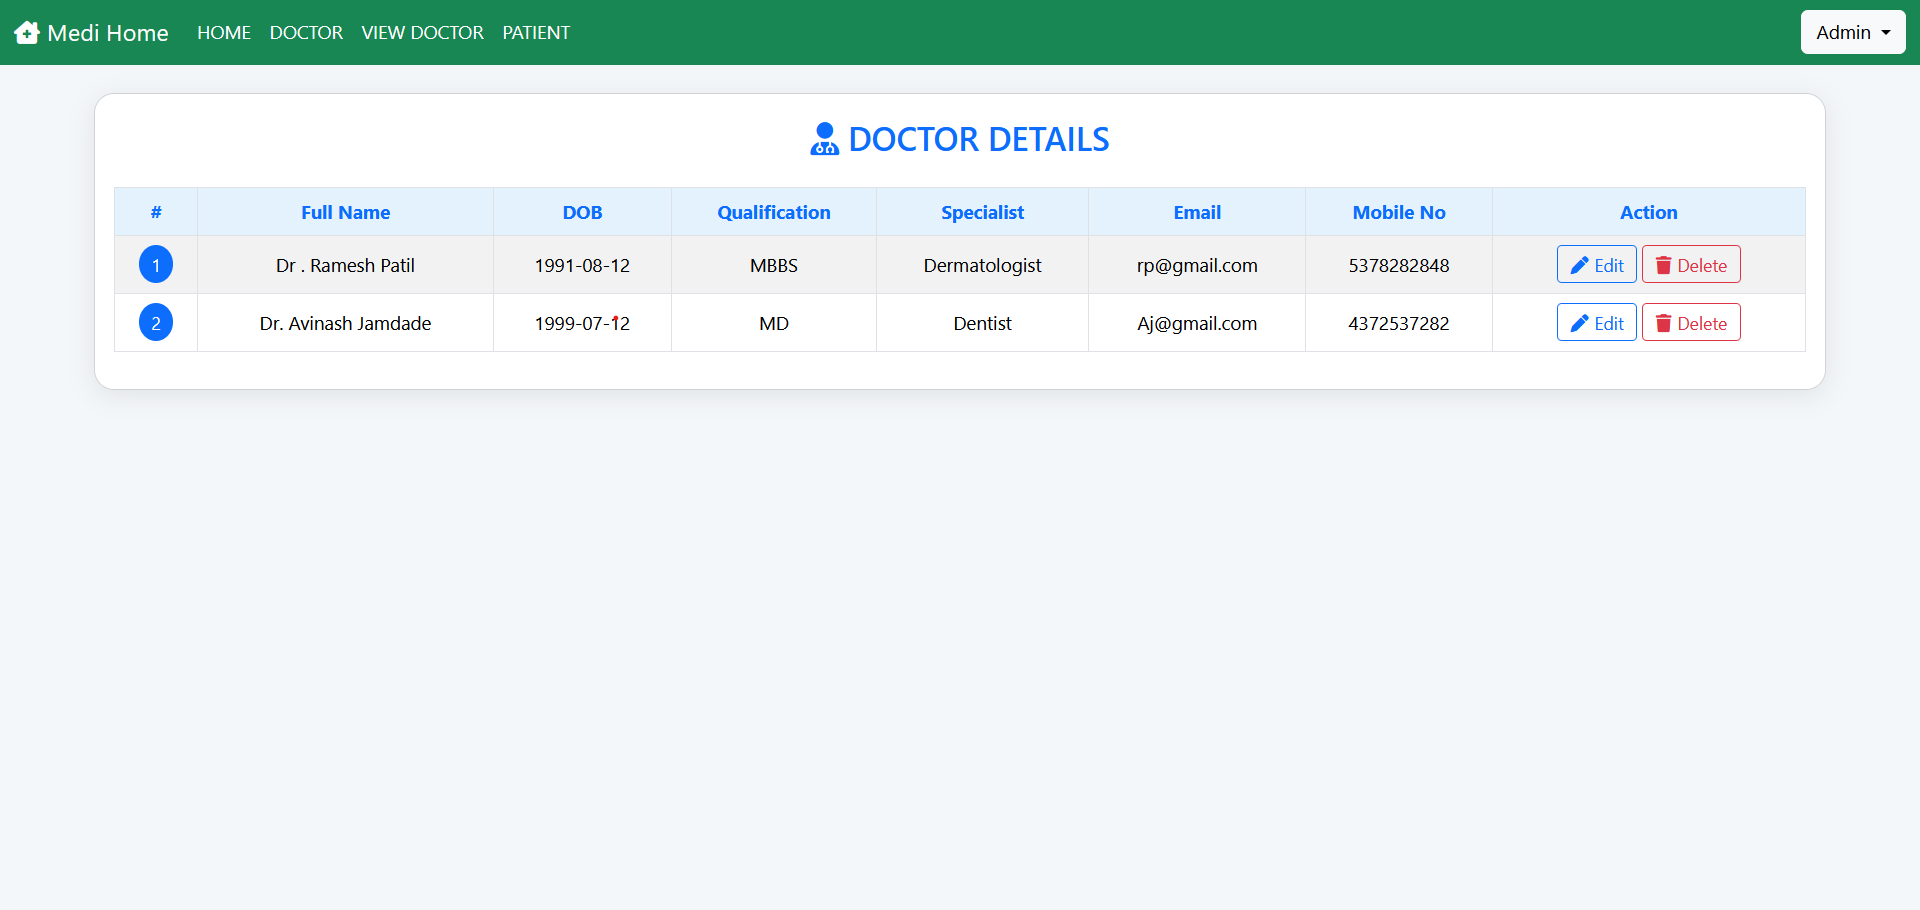 Medi Home HOME DOCTOR VIEW DOCTOR PATIENT Admin
DOCTOR DETAILS
# Full Name DOB Qualification Specialist Email Mobile No Action
1 Dr . Ramesh Patil 1991-08-12 MBBS Dermatologist rp@gmail.com 5378282848 Edit Delete
2 Dr. Avinash Jamdade 1999-07-12 MD Dentist Aj@gmail.com 4372537282 Edit Delete